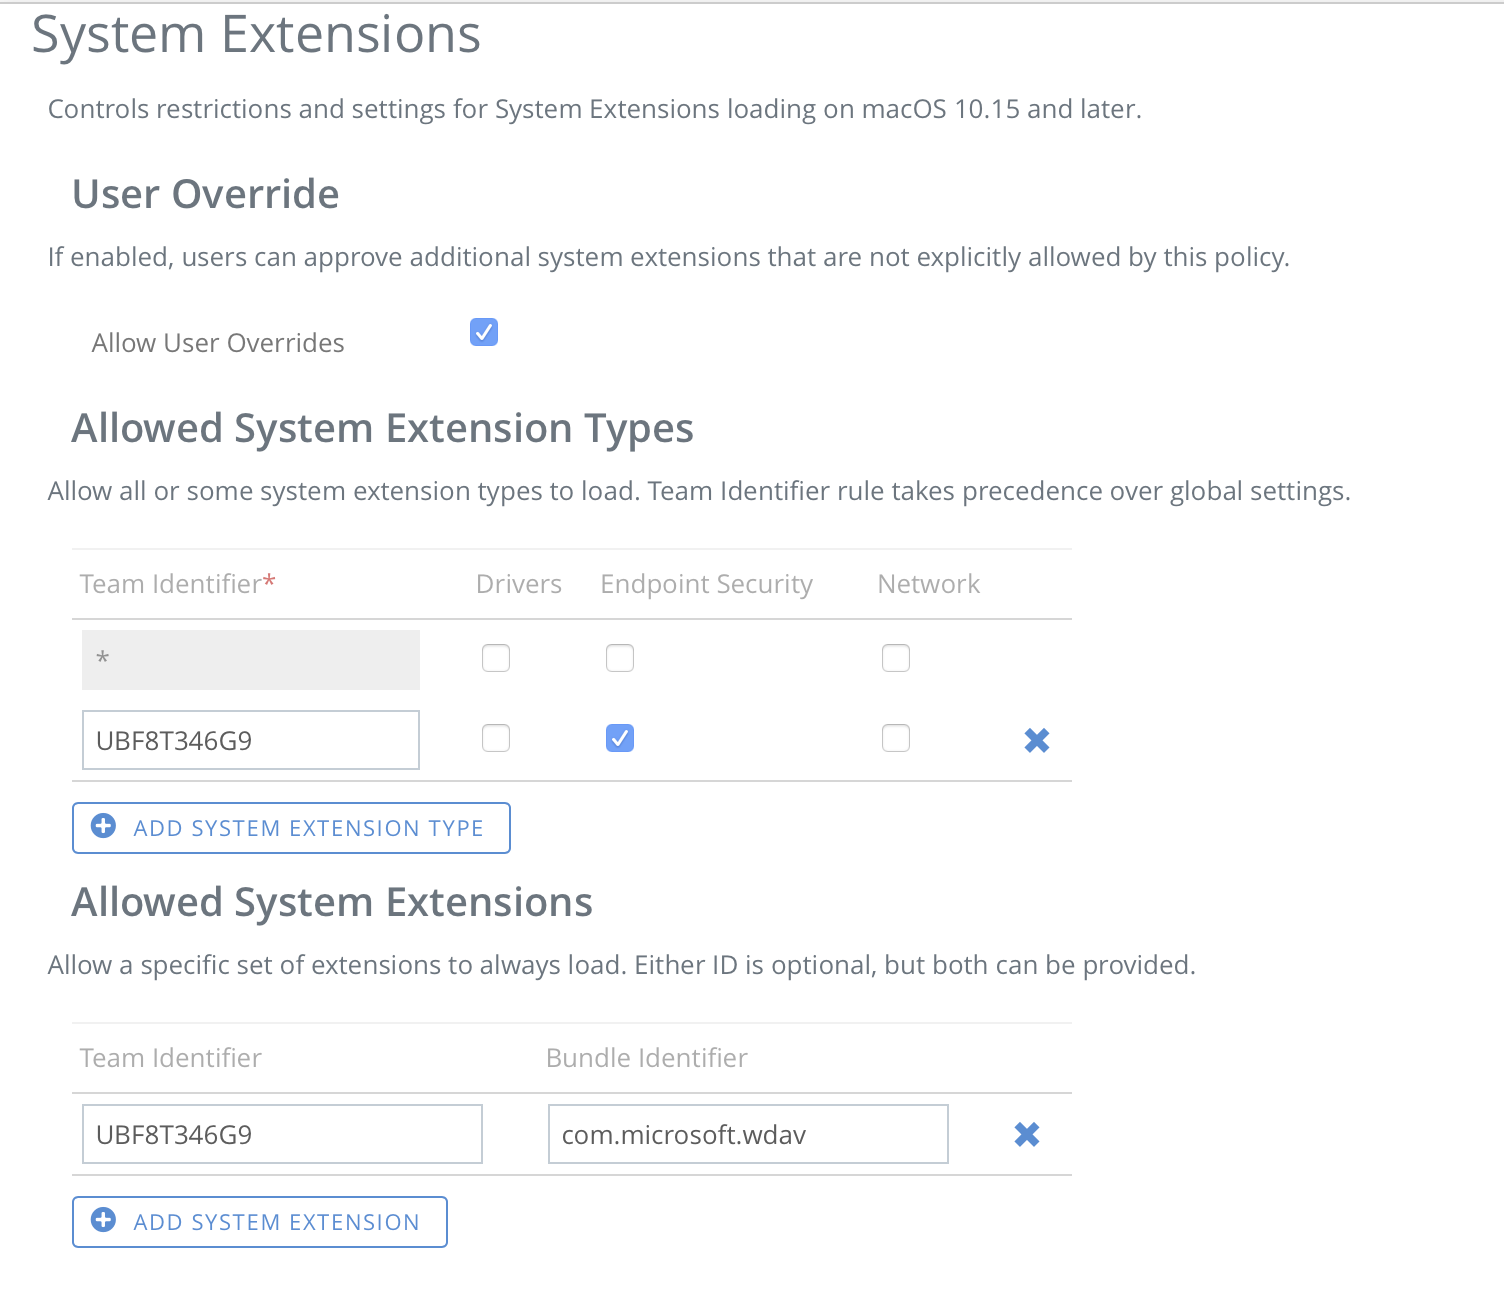 System Extensions
Controls restrictions and settings for System Extensions loading on macOS 10.15 and later.
User Override
If enabled, users can approve additional system extensions that are not explicitly allowed by this policy.
Allow User Overrides
Allowed System Extension Types
Allow all or some system extension types to load. Team Identifier rule takes precedence over global settings.
Team Identifier* Drivers Endpoint Security Network
*
UBF8T346G9
ADD SYSTEM EXTENSION TYPE
Allowed System Extensions
Allow a specific set of extensions to always load. Either ID is optional, but both can be provided.
Team Identifier Bundle Identifier
UBF8T346G9 com.microsoft.wdav
ADD SYSTEM EXTENSION